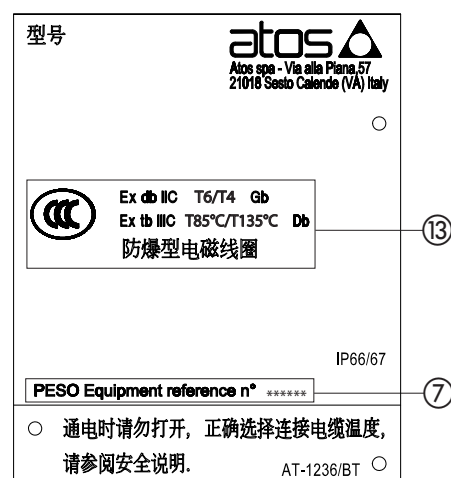 型号
atos
Atos spa - Via alla Piana,57
21018 Sesto Calende (VA) Italy
CCC
Ex db IIC T6/T4 Gb
Ex tb IIIC T85°C/T135°C Db
防爆型电磁线圈
⑬
IP66/67
PESO Equipment reference n° ******
⑦
通电时请勿打开，正确选择连接电缆温度,
请参阅安全说明.
AT-1236/BT